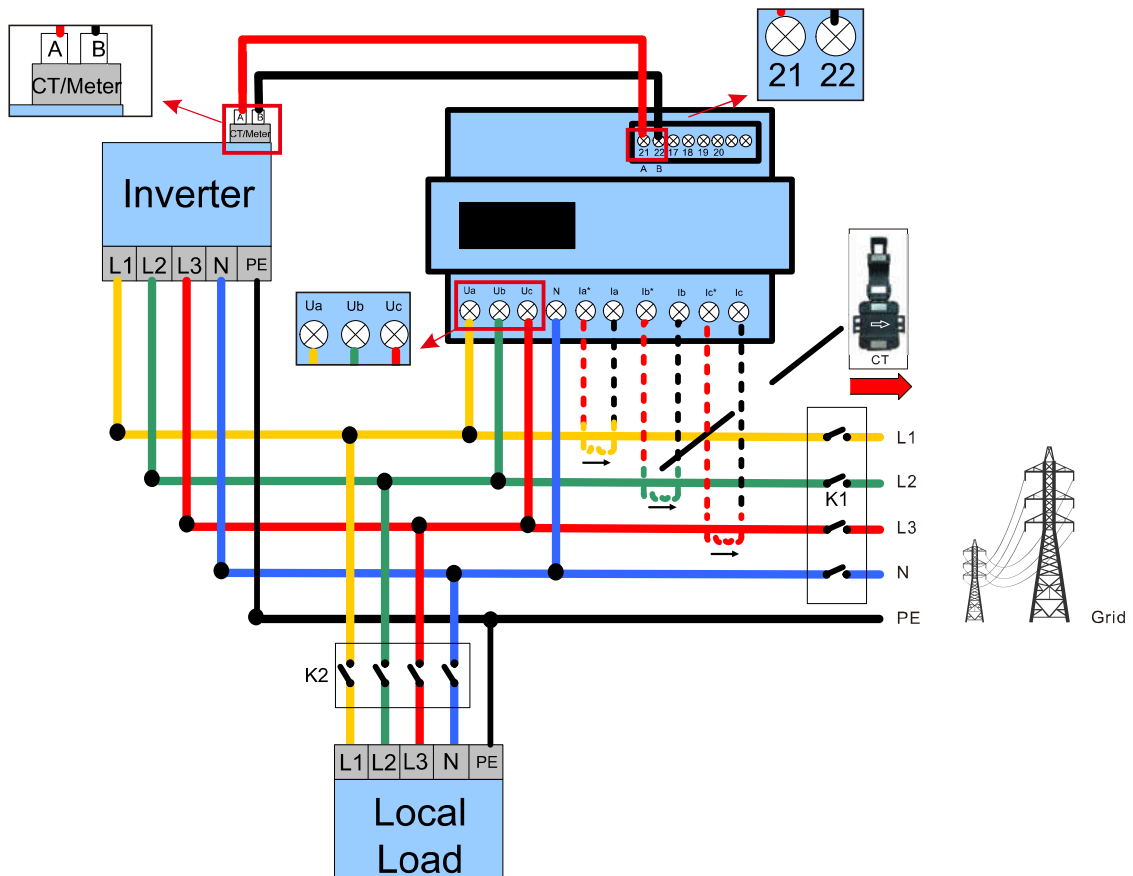 A B
CT/Meter
21 22
A B
CT/Meter
21 22 17 18 19 20
A B
Inverter
L1 L2 L3 N PE
Ua Ub Uc N Ia* Ia Ib* Ib Ic* Ic
Ua Ub Uc
CT
L1
L2
K1
L3
N
PE
Grid
K2
L1 L2 L3 N PE
Local
Load